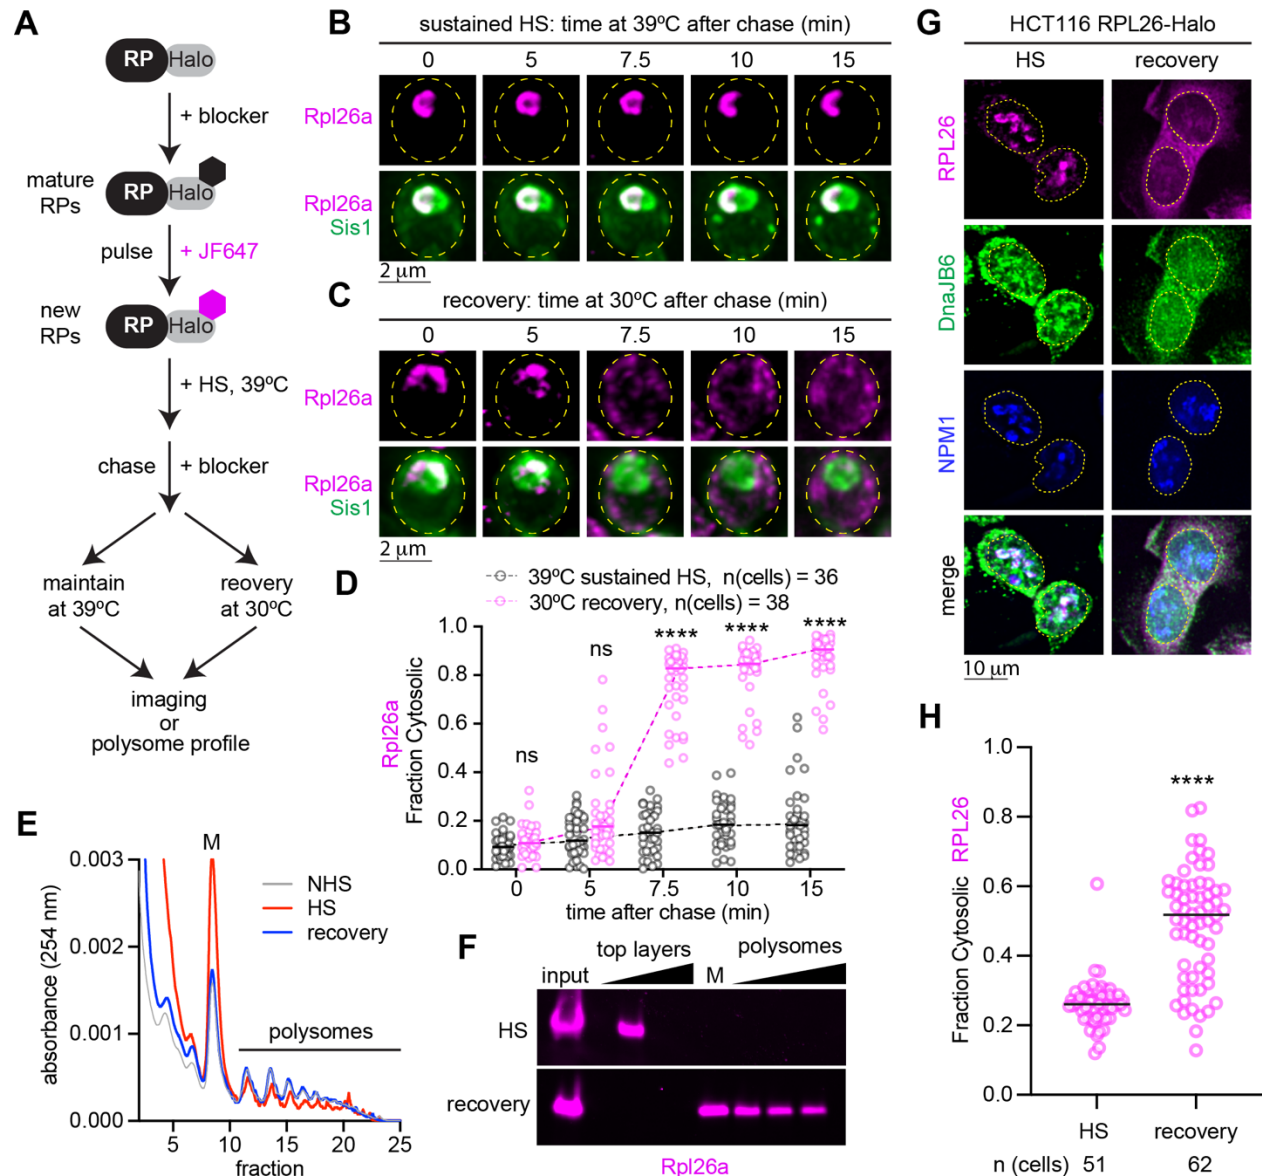 A
RP Halo
+ blocker
mature RPs
RP Halo
pulse + JF647
new RPs
RP Halo
+ HS, 39ºC
chase + blocker
maintain at 39ºC
reovery at 30ºC
imaging or polysome profile
B
sustained HS: time at 39ºC after chase (min)
0 5 7.5 10 15
Rpl26a
Rpl26a
Sis1
2 µm
C
recovery: time at 30ºC after chase (min)
0 5 7.5 10 15
Rpl26a
Rpl26a
Sis1
2 µm
D
39ºC sustained HS, n(cells) = 36
30ºC recovery, n(cells) = 38
Rpl26a
Fraction Cytosolic
1.0
0.8
0.6
0.4
0.2
0.0
ns ns **** **** ****
0 5 7.5 10 15
time after chase (min)
E
M
NHS
HS
recovery
polysomes
absorbance (254 nm)
0.003
0.002
0.001
0.000
5 10 15 20 25
fraction
F
top layers polysomes
input M
HS
recovery
Rpl26a
G
HCT116 RPL26-Halo
HS recovery
RPL26
DnaJB6
NPM1
merge
10 µm
H
Fraction Cytosolic RPL26
1.0
0.8
0.6
0.4
0.2
0.0
****
HS recovery
n (cells) 51 62